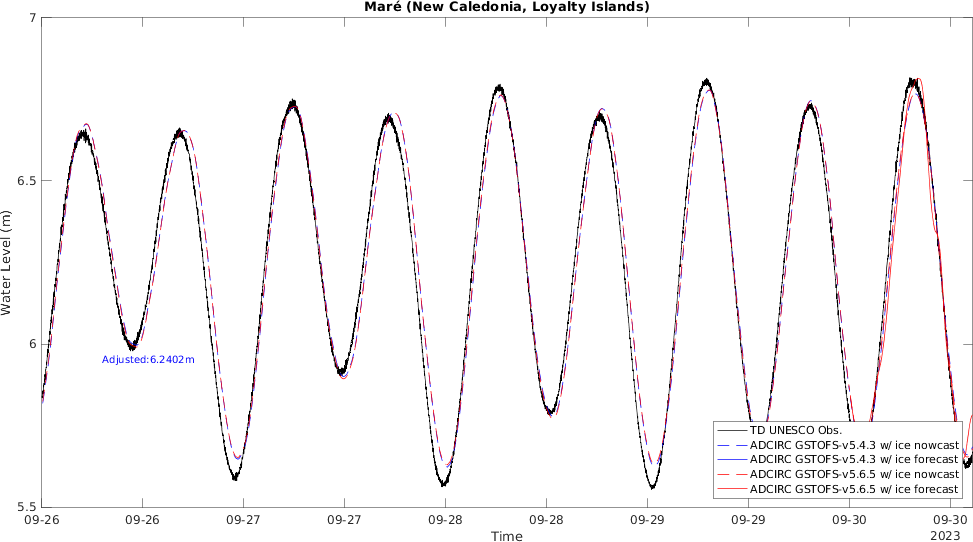 Maré (New Caledonia, Loyalty Islands)
7
6.5
6
5.5
Water Level (m)
Adjusted:6.2402m
TD UNESCO Obs.
ADCIRC GSTOFS-v5.4.3 w/ ice nowcast
ADCIRC GSTOFS-v5.4.3 w/ ice forecast
ADCIRC GSTOFS-v5.6.5 w/ ice nowcast
ADCIRC GSTOFS-v5.6.5 w/ ice forecast
09-26 09-26 09-27 09-27 09-28 09-28 09-29 09-29 09-30 09-30
2023
Time